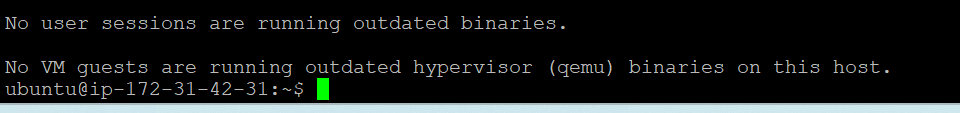 No user sessions are running outdated binaries.
No VM guests are running outdated hypervisor (qemu) binaries on this host.
ubuntu@ip-172-31-42-31:~$